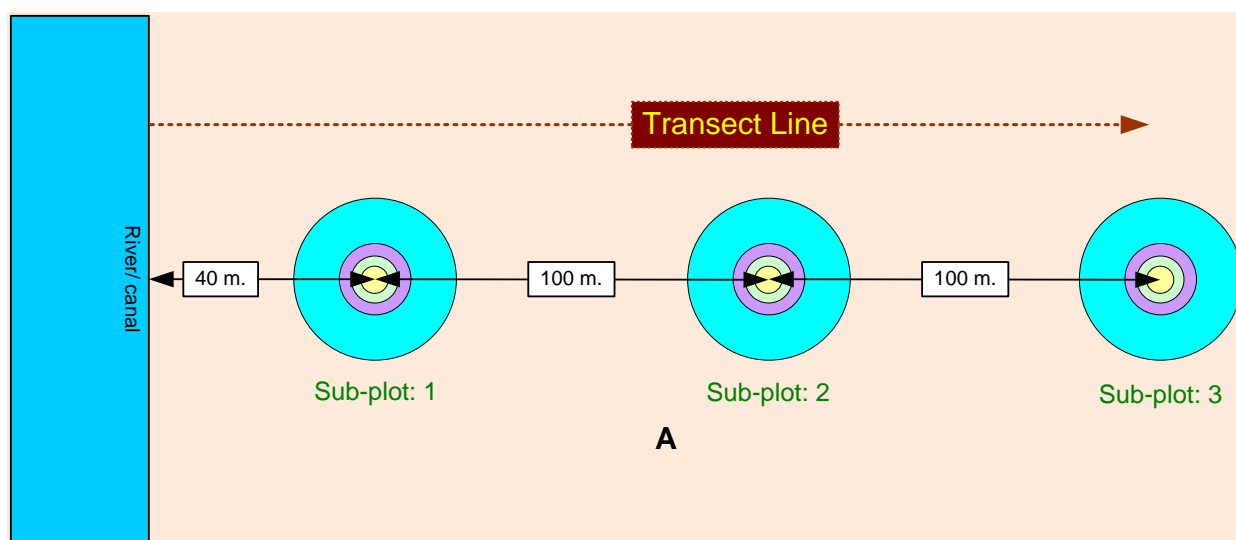 Transect Line
River/ canal
40 m.
100 m.
100 m.
Sub-plot: 1
Sub-plot: 2
Sub-plot: 3
A